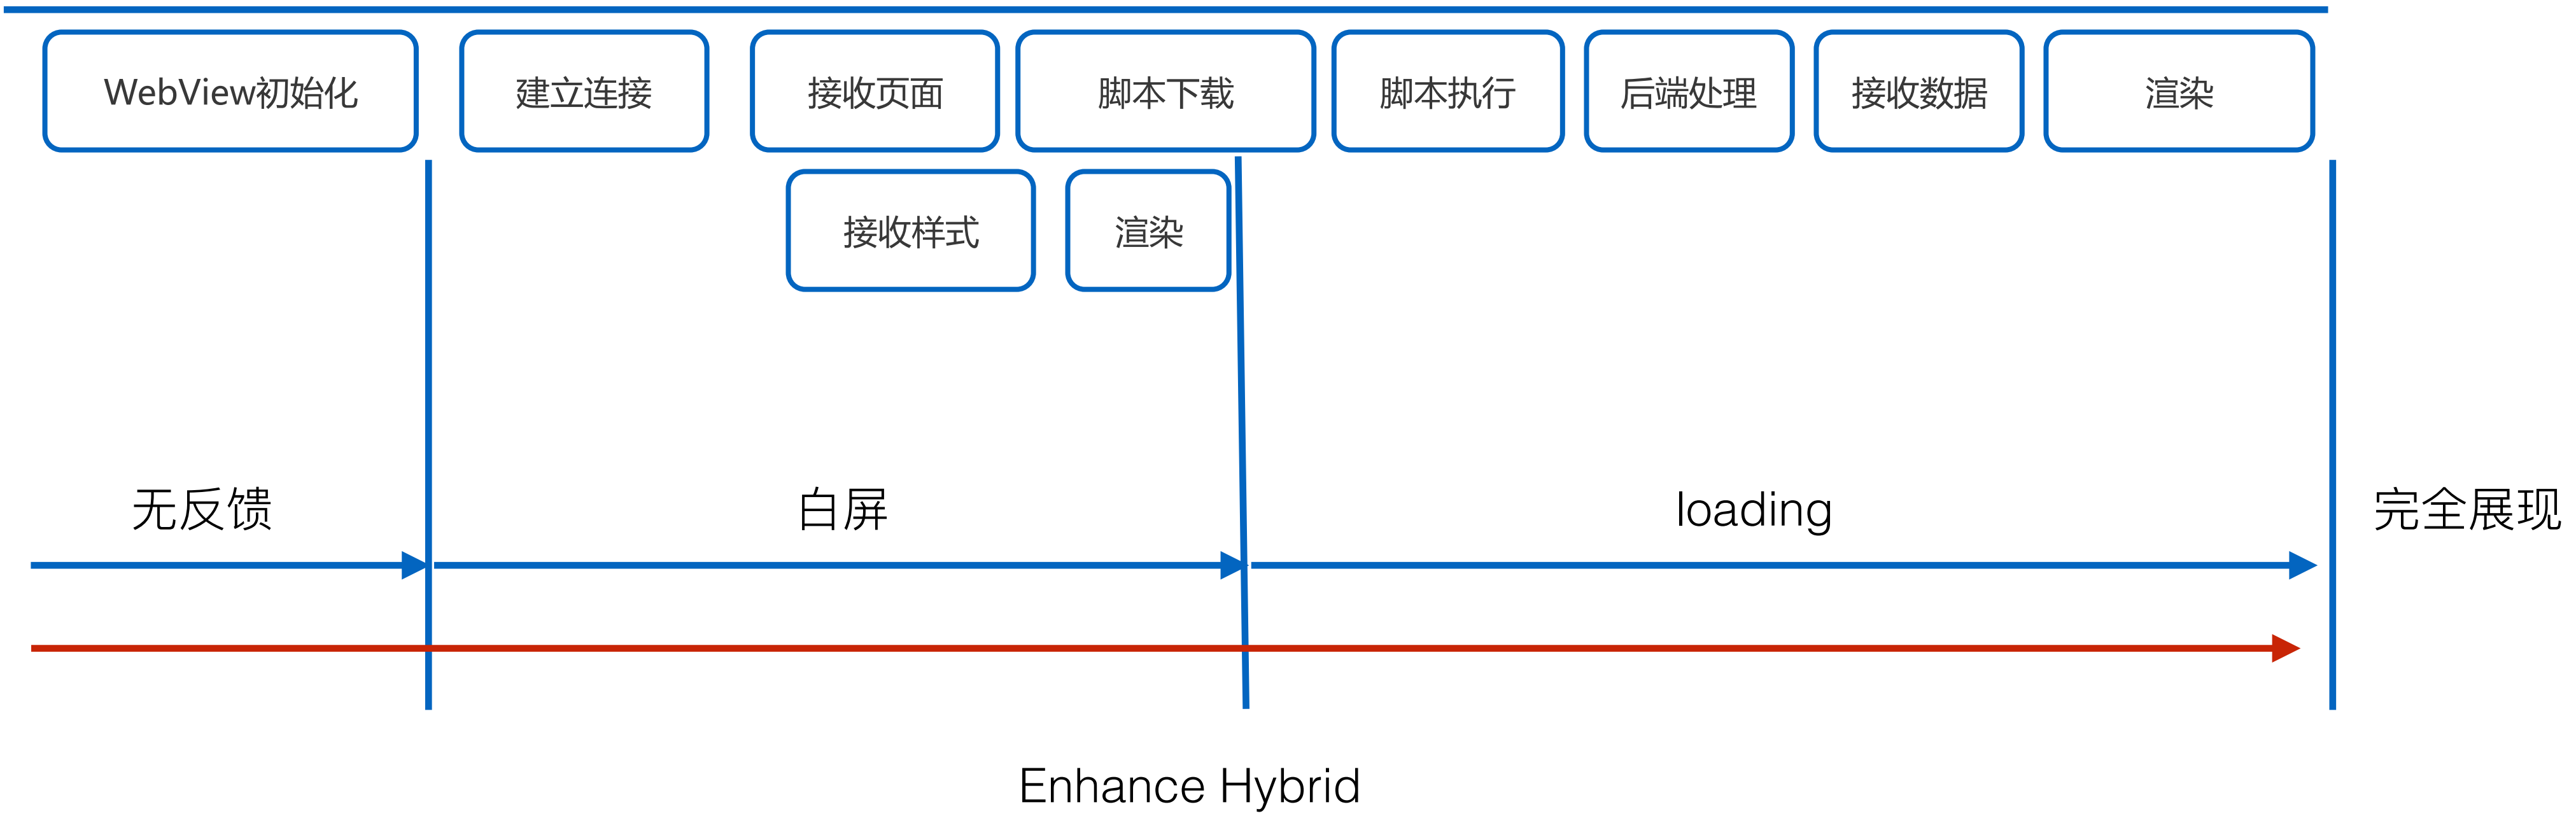 WebView初始化
建立连接
接收页面
脚本下载
脚本执行
后端处理
接收数据
渲染
接收样式
渲染
无反馈
白屏
loading
完全展现
Enhance Hybrid